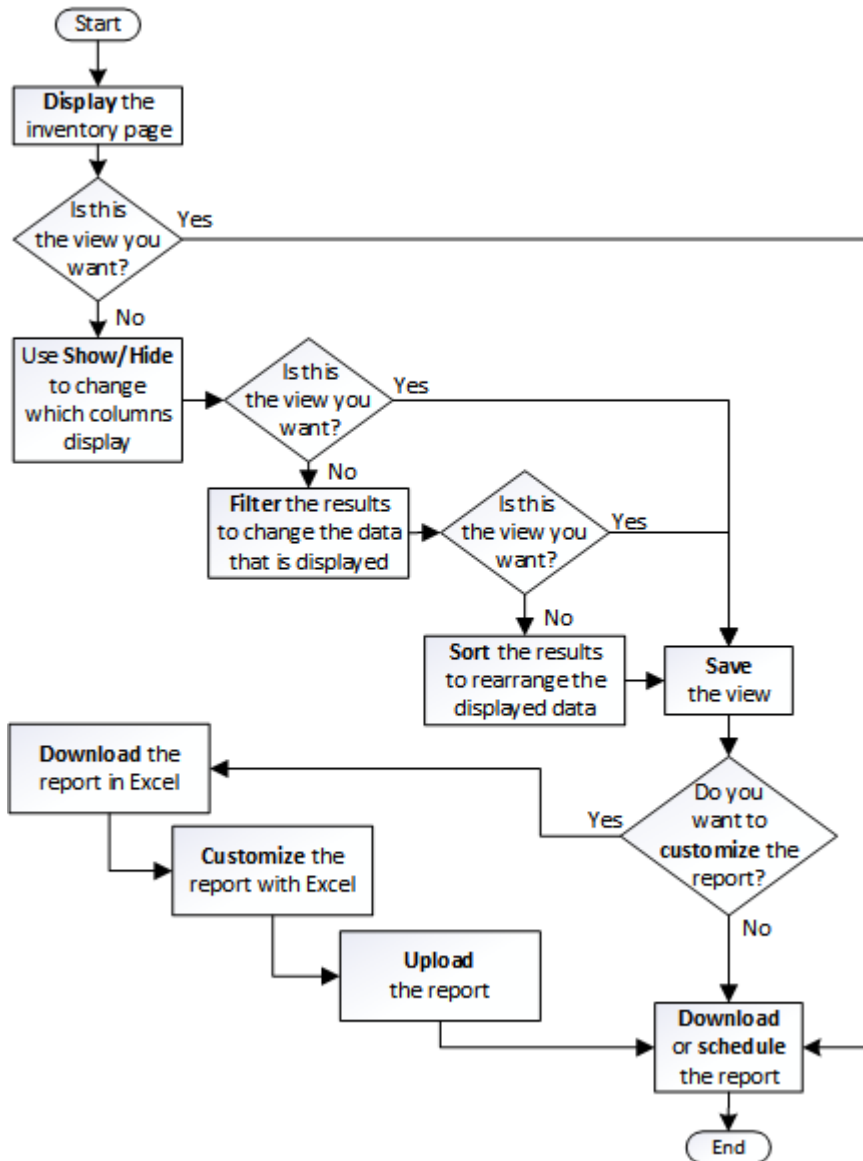 Start
Display the
inventory page
Is this
the view you
want?
Yes
No
Use Show/Hide
to change
which columns
display
Is this
the view you
want?
Yes
No
Filter the results
to change the data
that is displayed
Is this
the view you
want?
Yes
No
Sort the results
to rearrange the
displayed data
Save
the view
Do you
want to
customize the
report?
Yes
No
Download the
report in Excel
Customize the
report with Excel
Upload
the report
Download
or schedule
the report
End